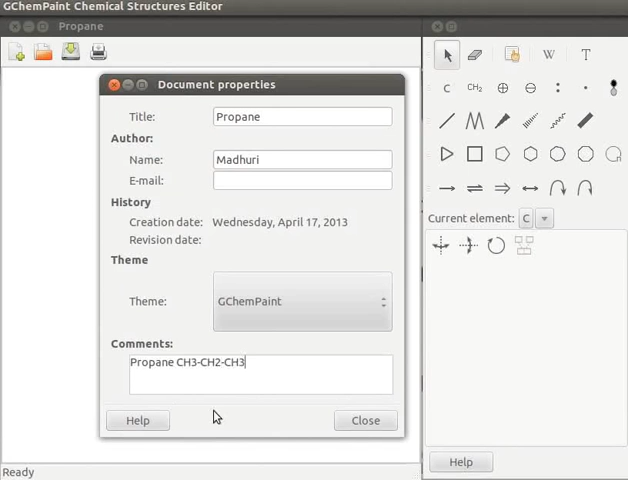 GChemPaint Chemical Structures Editor
Propane
Document properties
Title: Propane
Author:
Name: Madhuri
E-mail:
History
Creation date: Wednesday, April 17, 2013
Revision date:
Theme
Theme: GChemPaint
Comments:
Propane CH3-CH2-CH3
Help Close
Ready
W T
C CH2
Current element: C
Help